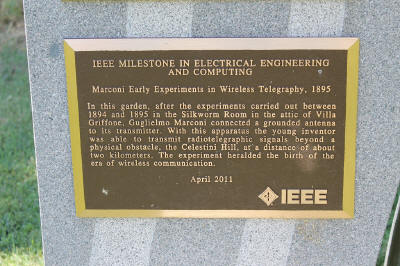 IEEE MILESTONE IN ELECTRICAL ENGINEERING
AND COMPUTING
Marconi Early Experiments in Wireless Telegraphy, 1895
In this garden, after the experiments carried out between
1894 and 1895 in the Silkworm Room in the attic of Villa
Griffone, Guglielmo Marconi connected a grounded antenna
to its transmitter. With this apparatus the young inventor
was able to transmit radiotelegraphic signals beyond a
physical obstacle, the Celestini Hill, at a distance of about
two kilometers. The experiment heralded the birth of the
era of wireless communication.
April 2011
IEEE